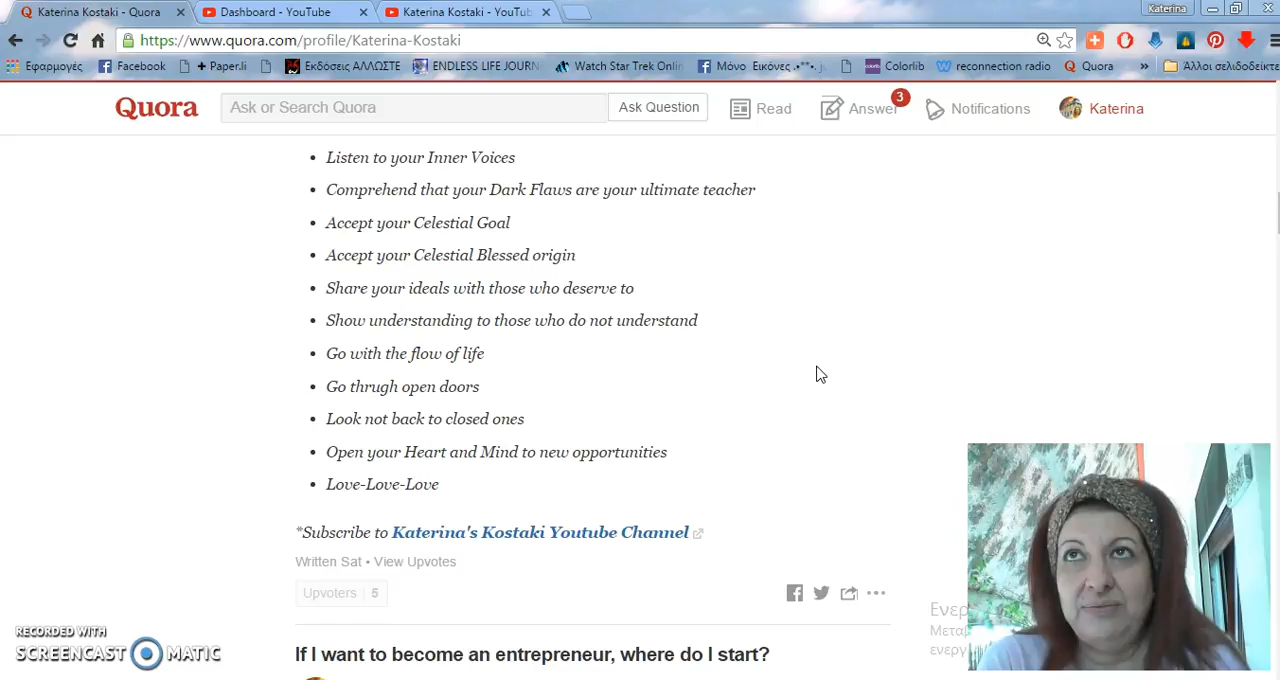 Katerina Kostaki - Quora
Dashboard - YouTube
Katerina Kostaki - YouTub
Katerina
https://www.quora.com/profile/Katerina-Kostaki
Εφαρμογές Facebook + Paper.li Εκδόσεις ΑΛΛΩΣΤΕ ENDLESS LIFE JOURN Watch Star Trek Onlin Μόνο Εικόνες .•**•. Colorlib reconnection radio Quora » Άλλοι σελιδοδείκτε
Quora Ask or Search Quora Ask Question Read Answer 3 Notifications Katerina
• Listen to your Inner Voices
• Comprehend that your Dark Flaws are your ultimate teacher
• Accept your Celestial Goal
• Accept your Celestial Blessed origin
• Share your ideals with those who deserve to
• Show understanding to those who do not understand
• Go with the flow of life
• Go thrugh open doors
• Look not back to closed ones
• Open your Heart and Mind to new opportunities
• Love-Love-Love
*Subscribe to Katerina's Kostaki Youtube Channel
Written Sat • View Upvotes
Upvoters 5
Ενερ
Μεταβ
ενεργ
RECORDED WITH
SCREENCAST MATIC
If I want to become an entrepreneur, where do I start?